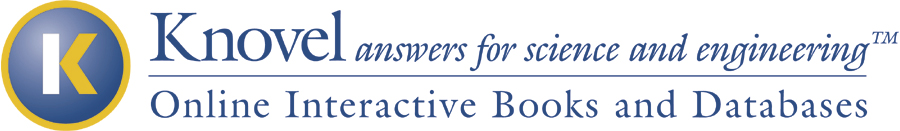 K
Knovel answers for science and engineering™
Online Interactive Books and Databases